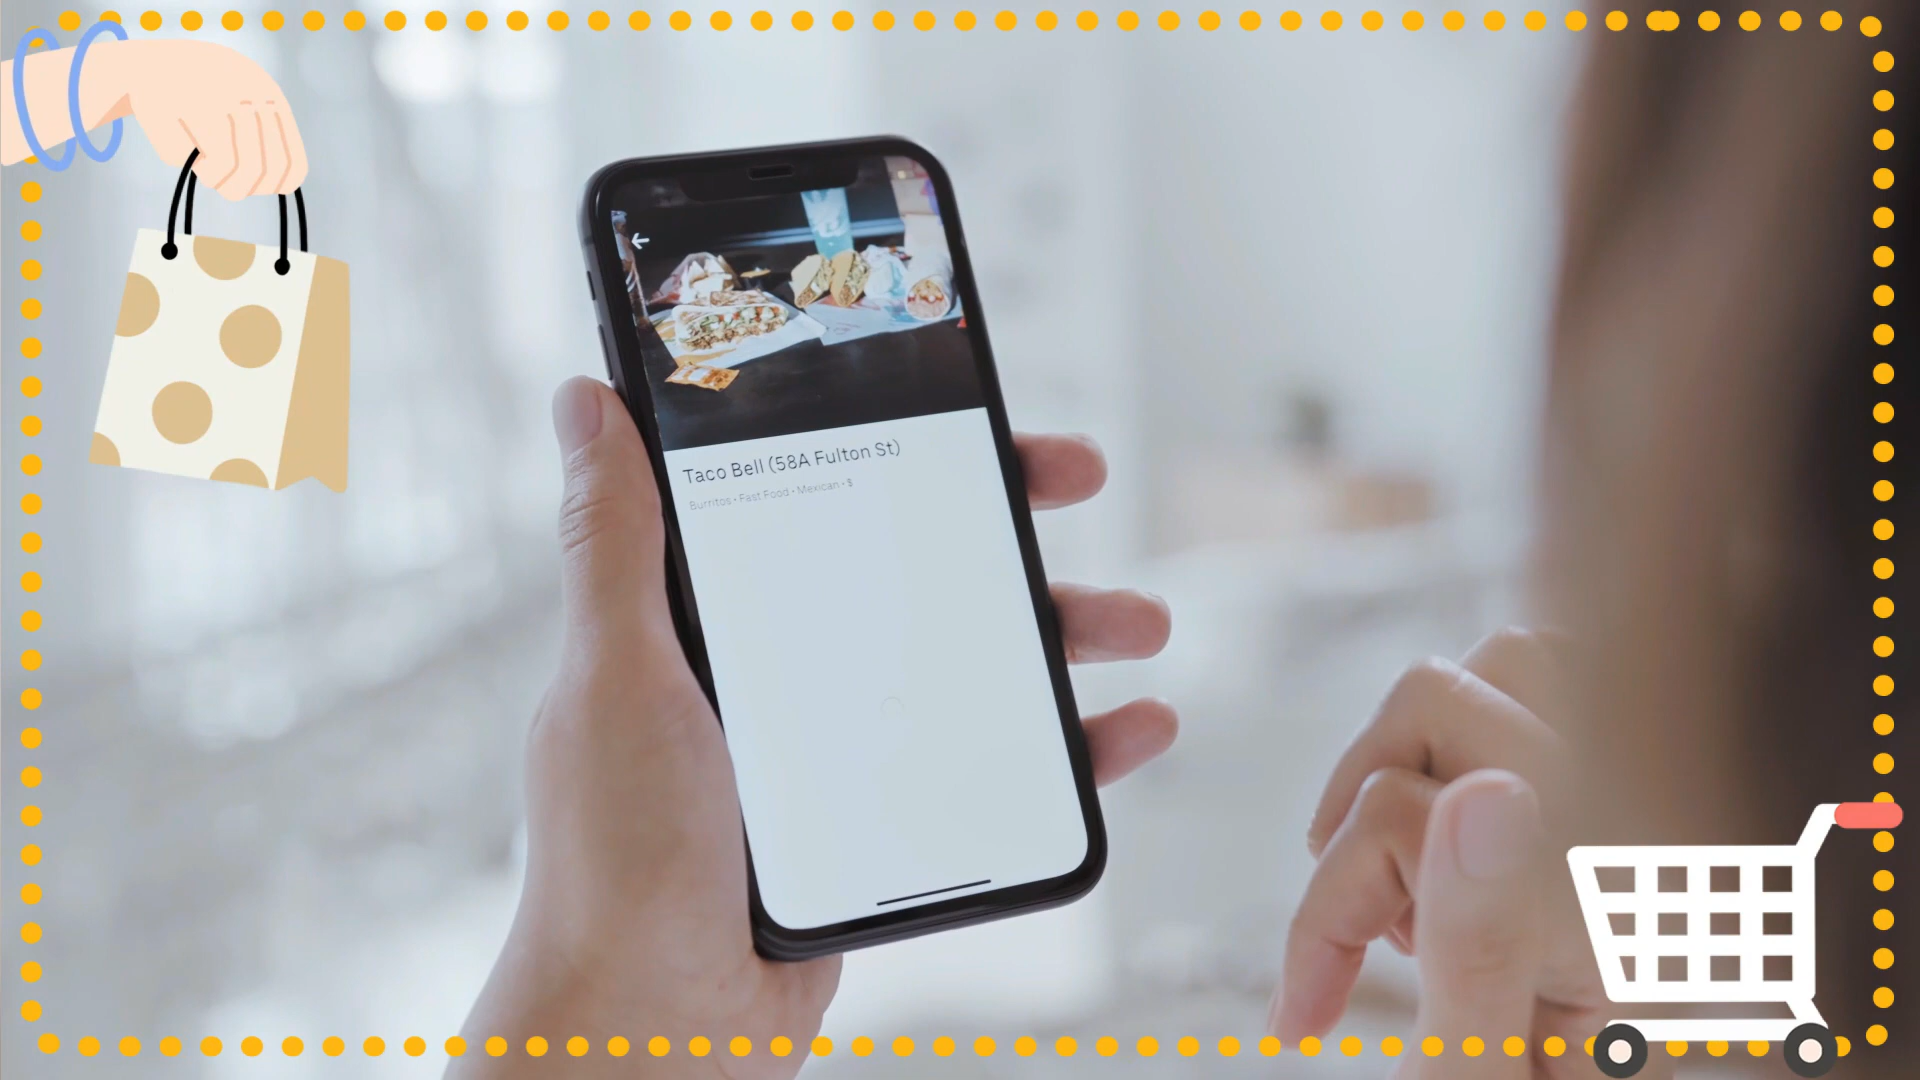 Taco Bell (58A Fulton St)
Burritos • Fast Food • Mexican • $